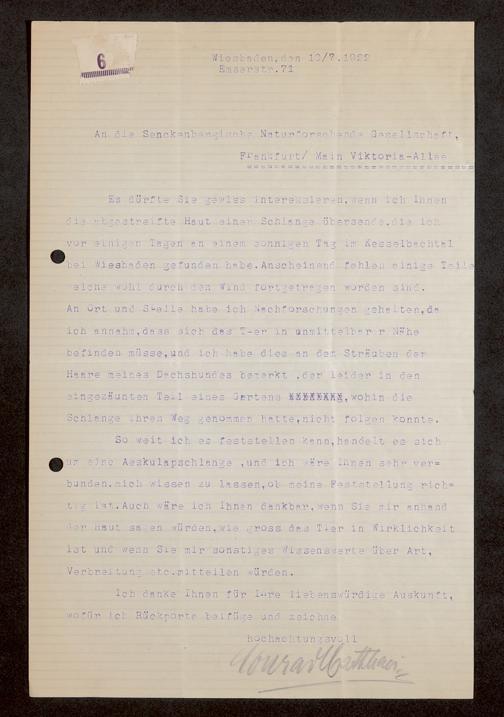 6
Wiesbaden,den 10/7.1922
Emserstr.71
An die Senckenbergische Naturforschende Gesellschaft,
Frankfurt/ Main Viktoria-Allee
Es dürfte Sie gewiss interessieren,wenn ich Ihnen
die abgestreifte Haut einer Schlange übersende,die ich
vor einigen Tagen an einem sonnigen Tag im Kesselbachtal
bei Wiesbaden gefunden habe.Anscheinend fehlen einige Teile
welche wohl durch den Wind fortgetragen worden sind.
An Ort und Stelle habe ich Nachforschungen gehalten,da
ich annahm,dass sich das Tier in unmittelbarer Nähe
befinden müsse,und ich habe dies an dem Sträuben der
Haare meines Dachshundes bemerkt ,der leider in den
eingezäunten Teil eines Gartens XXXXXXXX,wohin die
Schlange ihren Weg genommen hatte,nicht folgen konnte.
So weit ich es feststellen kann,handelt es sich
um eine Aeskulapschlange ,und ich wäre Ihnen sehr ver=
bunden.mich wissen zu lassen,ob meine Feststellung rich=
tig ist.Auch wäre ich Ihnen dankbar,wenn Sie mir anhand
der Haut sagen würden,wie gross das Tier in Wirklichkeit
ist und wenn Sie mir sonstiges Wissenswerte über Art,
Verbreitung etc.mitteilen würden.
Ich danke Ihnen für Ihre liebenswürdige Auskunft,
wofür ich Rückporto beifüge und zeichne
hochachtungsvoll